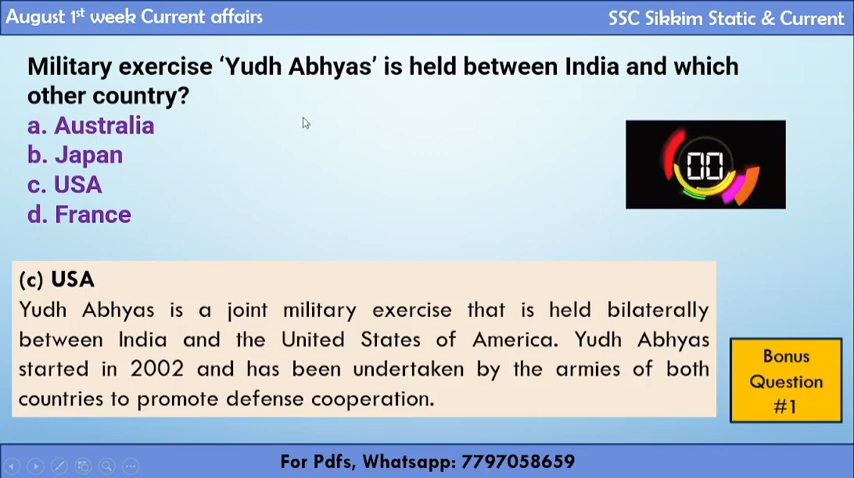 August 1st week Current affairs
SSC Sikkim Static & Current
Military exercise ‘Yudh Abhyas’ is held between India and which
other country?
a. Australia
b. Japan
c. USA
d. France
00
(c) USA
Yudh Abhyas is a joint military exercise that is held bilaterally
between India and the United States of America. Yudh Abhyas
started in 2002 and has been undertaken by the armies of both
countries to promote defense cooperation.
Bonus
Question
#1
For Pdfs, Whatsapp: 7797058659